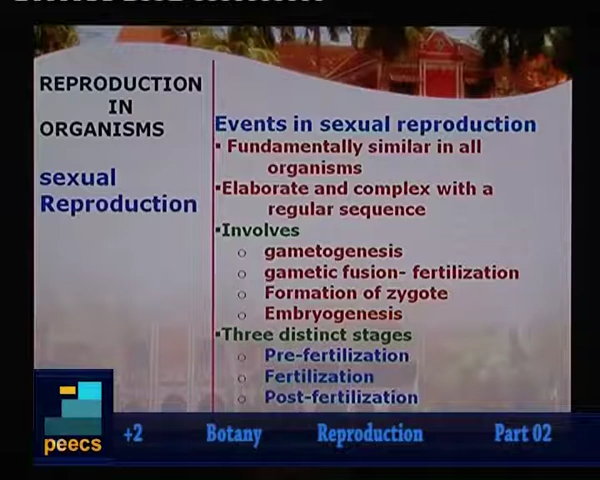 REPRODUCTION
IN
ORGANISMS
sexual
Reproduction
Events in sexual reproduction
▪ Fundamentally similar in all
organisms
▪Elaborate and complex with a
regular sequence
▪Involves
o gametogenesis
o gametic fusion- fertilization
o Formation of zygote
o Embryogenesis
▪Three distinct stages
o Pre-fertilization
o Fertilization
o Post-fertilization
peecs
+2 Botany Reproduction Part 02